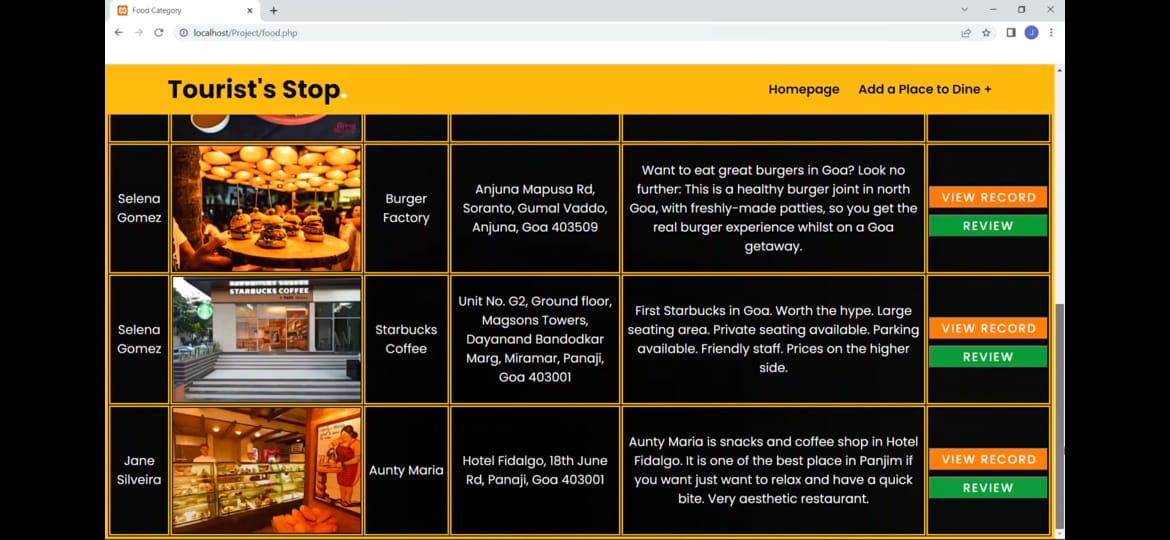 Food Category
localhost/Project/food.php
J
Tourist's Stop.
Homepage
Add a Place to Dine +
Selena
Gomez
Burger
Factory
Anjuna Mapusa Rd,
Soranto, Gumal Vaddo,
Anjuna, Goa 403509
Want to eat great burgers in Goa? Look no
further: This is a healthy burger joint in north
Goa, with freshly-made patties, so you get the
real burger experience whilst on a Goa
getaway.
VIEW RECORD
REVIEW
Selena
Gomez
STARBUCKS COFFEE
Starbucks
Coffee
Unit No. G2, Ground floor,
Magsons Towers,
Dayanand Bandodkar
Marg, Miramar, Panaji,
Goa 403001
First Starbucks in Goa. Worth the hype. Large
seating area. Private seating available. Parking
available. Friendly staff. Prices on the higher
side.
VIEW RECORD
REVIEW
Jane
Silveira
Aunty Maria
Hotel Fidalgo, 18th June
Rd, Panaji, Goa 403001
Aunty Maria is snacks and coffee shop in Hotel
Fidalgo. It is one of the best place in Panjim if
you want just want to relax and have a quick
bite. Very aesthetic restaurant.
VIEW RECORD
REVIEW